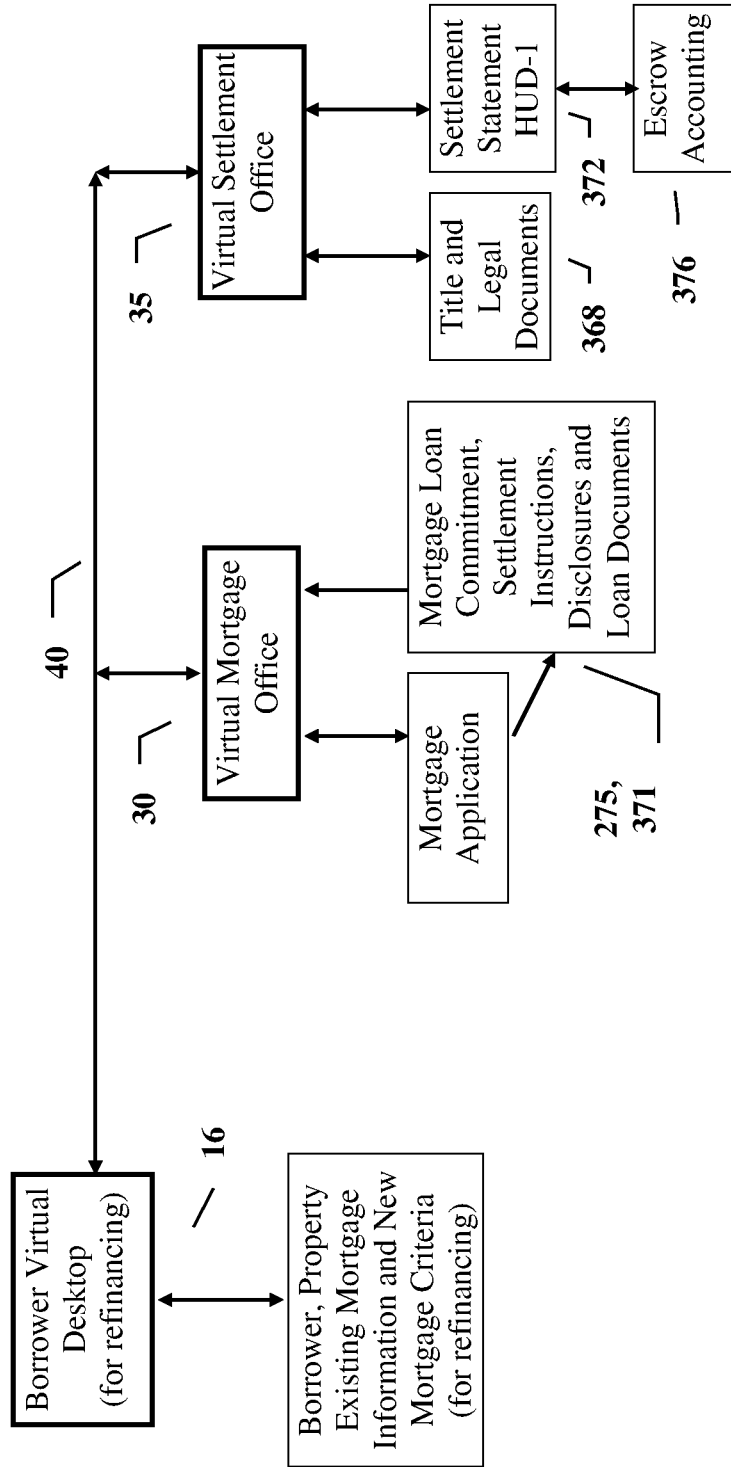 Borrower Virtual
Desktop
(for refinancing)
16
Borrower, Property
Existing Mortgage
Information and New
Mortgage Criteria
(for refinancing)
40
30
Virtual Mortgage
Office
Mortgage
Application
Mortgage Loan
Commitment,
Settlement
Instructions,
Disclosures and
Loan Documents
275,
371
35
Virtual Settlement
Office
Title and
Legal
Documents
368
Settlement
Statement
HUD-1
372
Escrow
Accounting
376